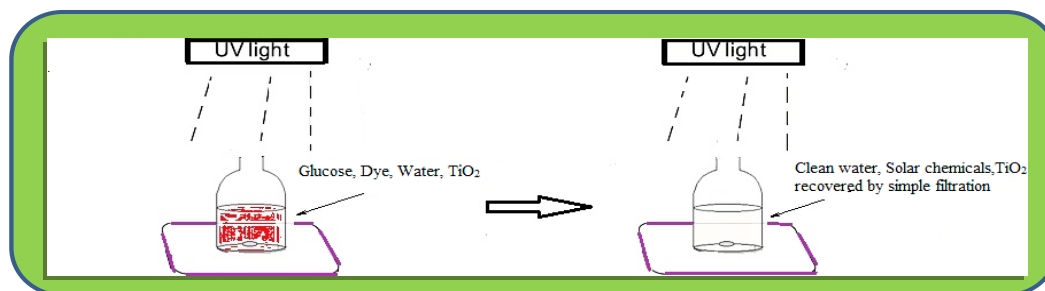 UV light
UV light
Glucose, Dye, Water, TiO₂
Clean water, Solar chemicals,TiO₂
recovered by simple filtration